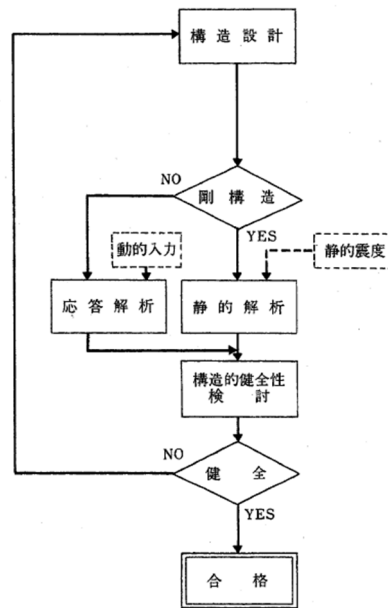 構造設計
NO
剛構造
YES
動的入力
静的震度
応答解析
静的解析
構造的健全性
検討
NO
健全
YES
合格